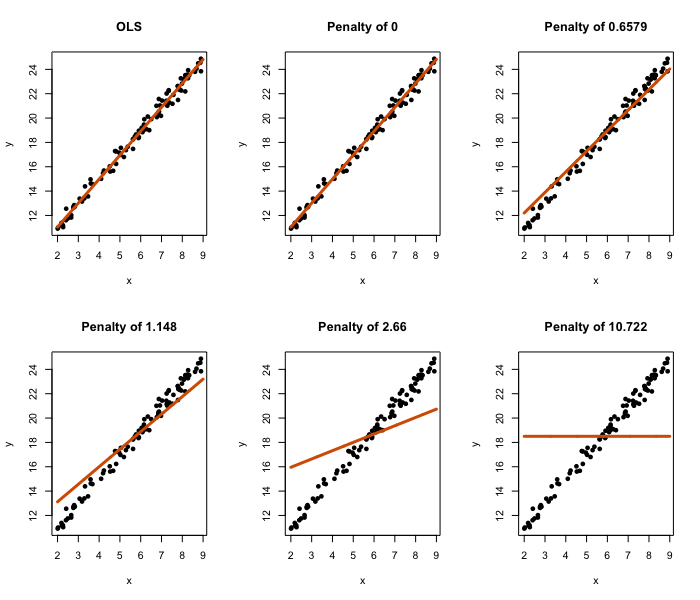 OLS
Penalty of 0
Penalty of 0.6579
y
12 14 16 18 20 22 24
2 3 4 5 6 7 8 9
x
y
12 14 16 18 20 22 24
2 3 4 5 6 7 8 9
x
y
12 14 16 18 20 22 24
2 3 4 5 6 7 8 9
x
Penalty of 1.148
Penalty of 2.66
Penalty of 10.722
y
12 14 16 18 20 22 24
2 3 4 5 6 7 8 9
x
y
12 14 16 18 20 22 24
2 3 4 5 6 7 8 9
x
y
12 14 16 18 20 22 24
2 3 4 5 6 7 8 9
x